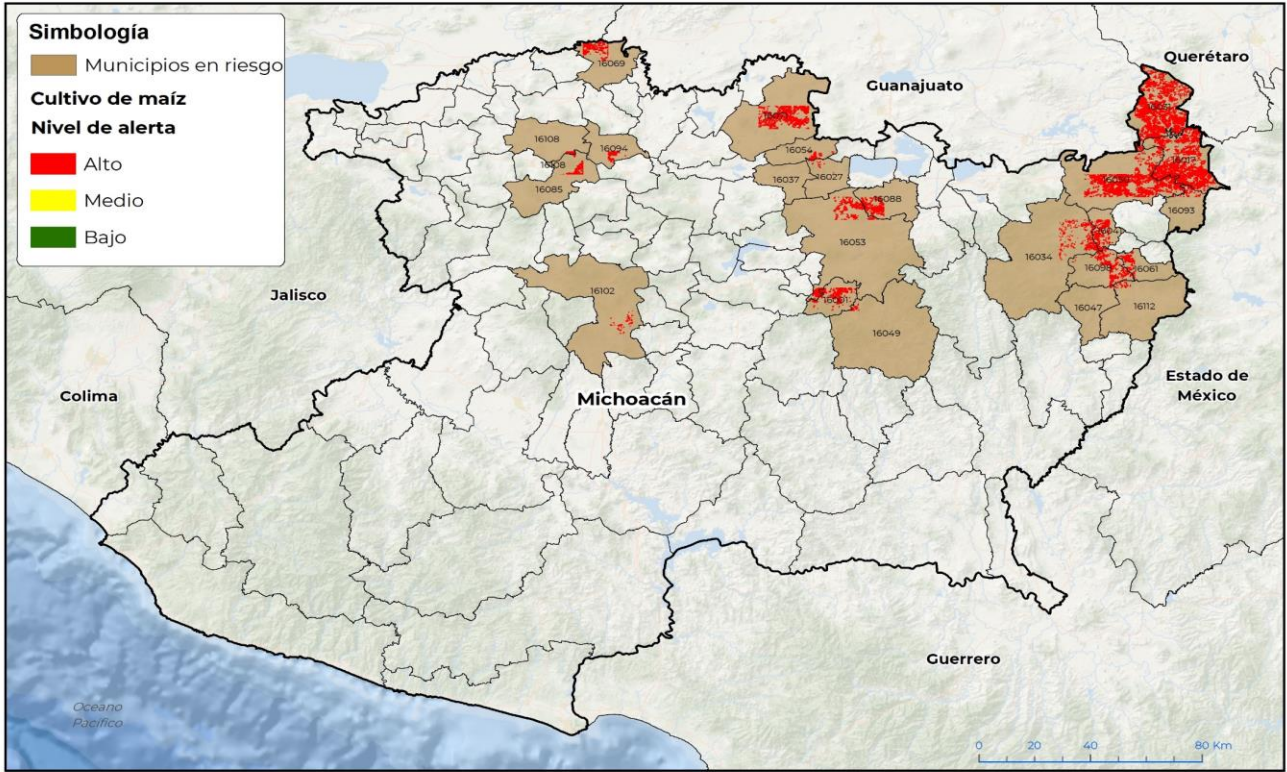 Simbología
Municipios en riesgo
Cultivo de maíz
Nivel de alerta
Alto
Medio
Bajo
Querétaro
Guanajuato
Jalisco
Colima
Michoacán
Estado de
México
Guerrero
Oceano
Pacífico
16069
16108
16094
16108
16085
16054
16037
16027
16088
16053
16102
16049
16093
16034
16098
16061
16047
16112
0 20 40 80 Km